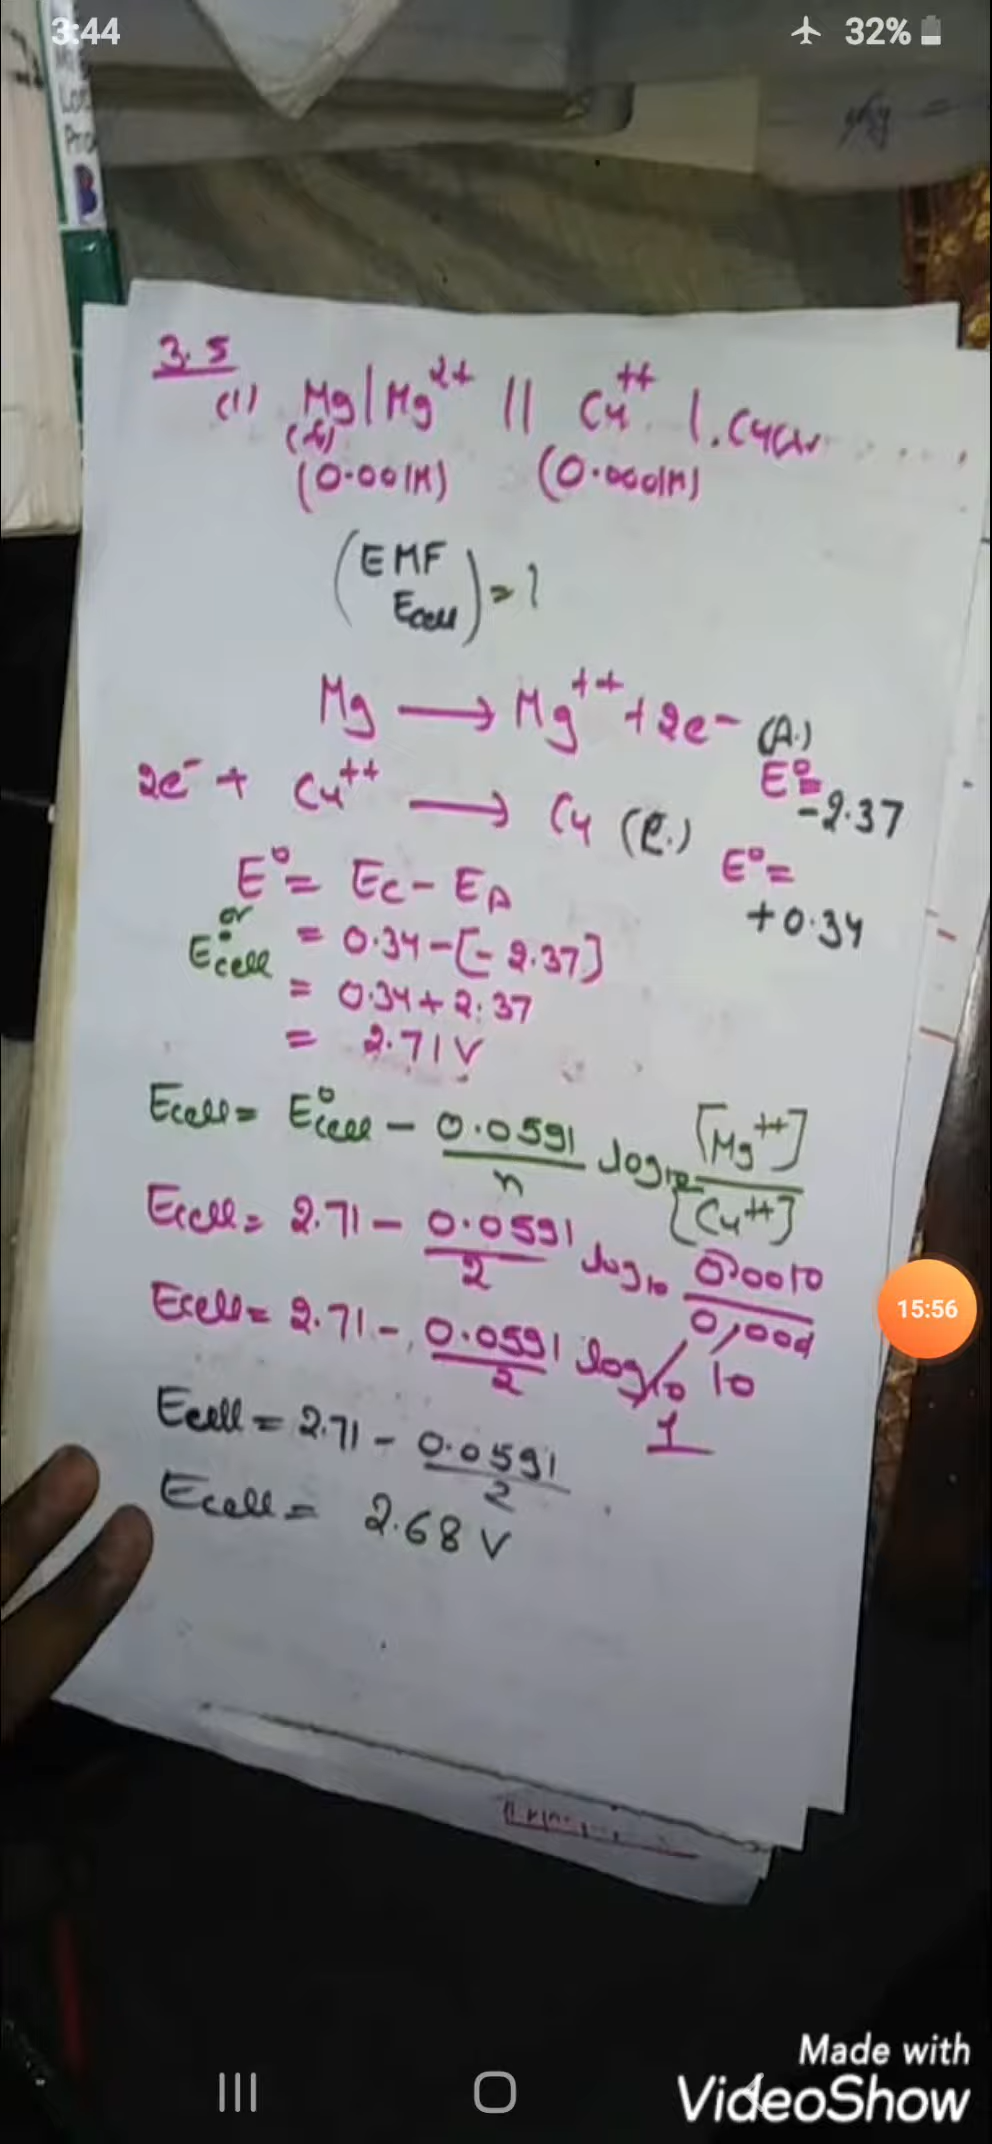 3:44
32%
3.5
(1) Mg | Mg²⁺ || Cu⁺⁺ |
(0.001M) (0.0001M)
(EMF
Ecell) = ?
Mg → Mg⁺⁺ + 2e⁻ (A.)
E° =
-2.37
2e⁻ + Cu⁺⁺ → Cu (C.)
E° =
+0.34
E° = Ec - EA
or
E°cell = 0.34 - [-2.37]
= 0.34 + 2.37
= 2.71 V
Ecell = E°cell - 0.0591/n log₁₀ [Mg⁺⁺]/[Cu⁺⁺]
Ecell = 2.71 - 0.0591/2 log₁₀ 0.0010/0.0001
Ecell = 2.71 - 0.0591/2 log₁₀ 10
1
Ecell = 2.71 - 0.0591/2
Ecell = 2.68 V
15:56
Made with
VideoShow